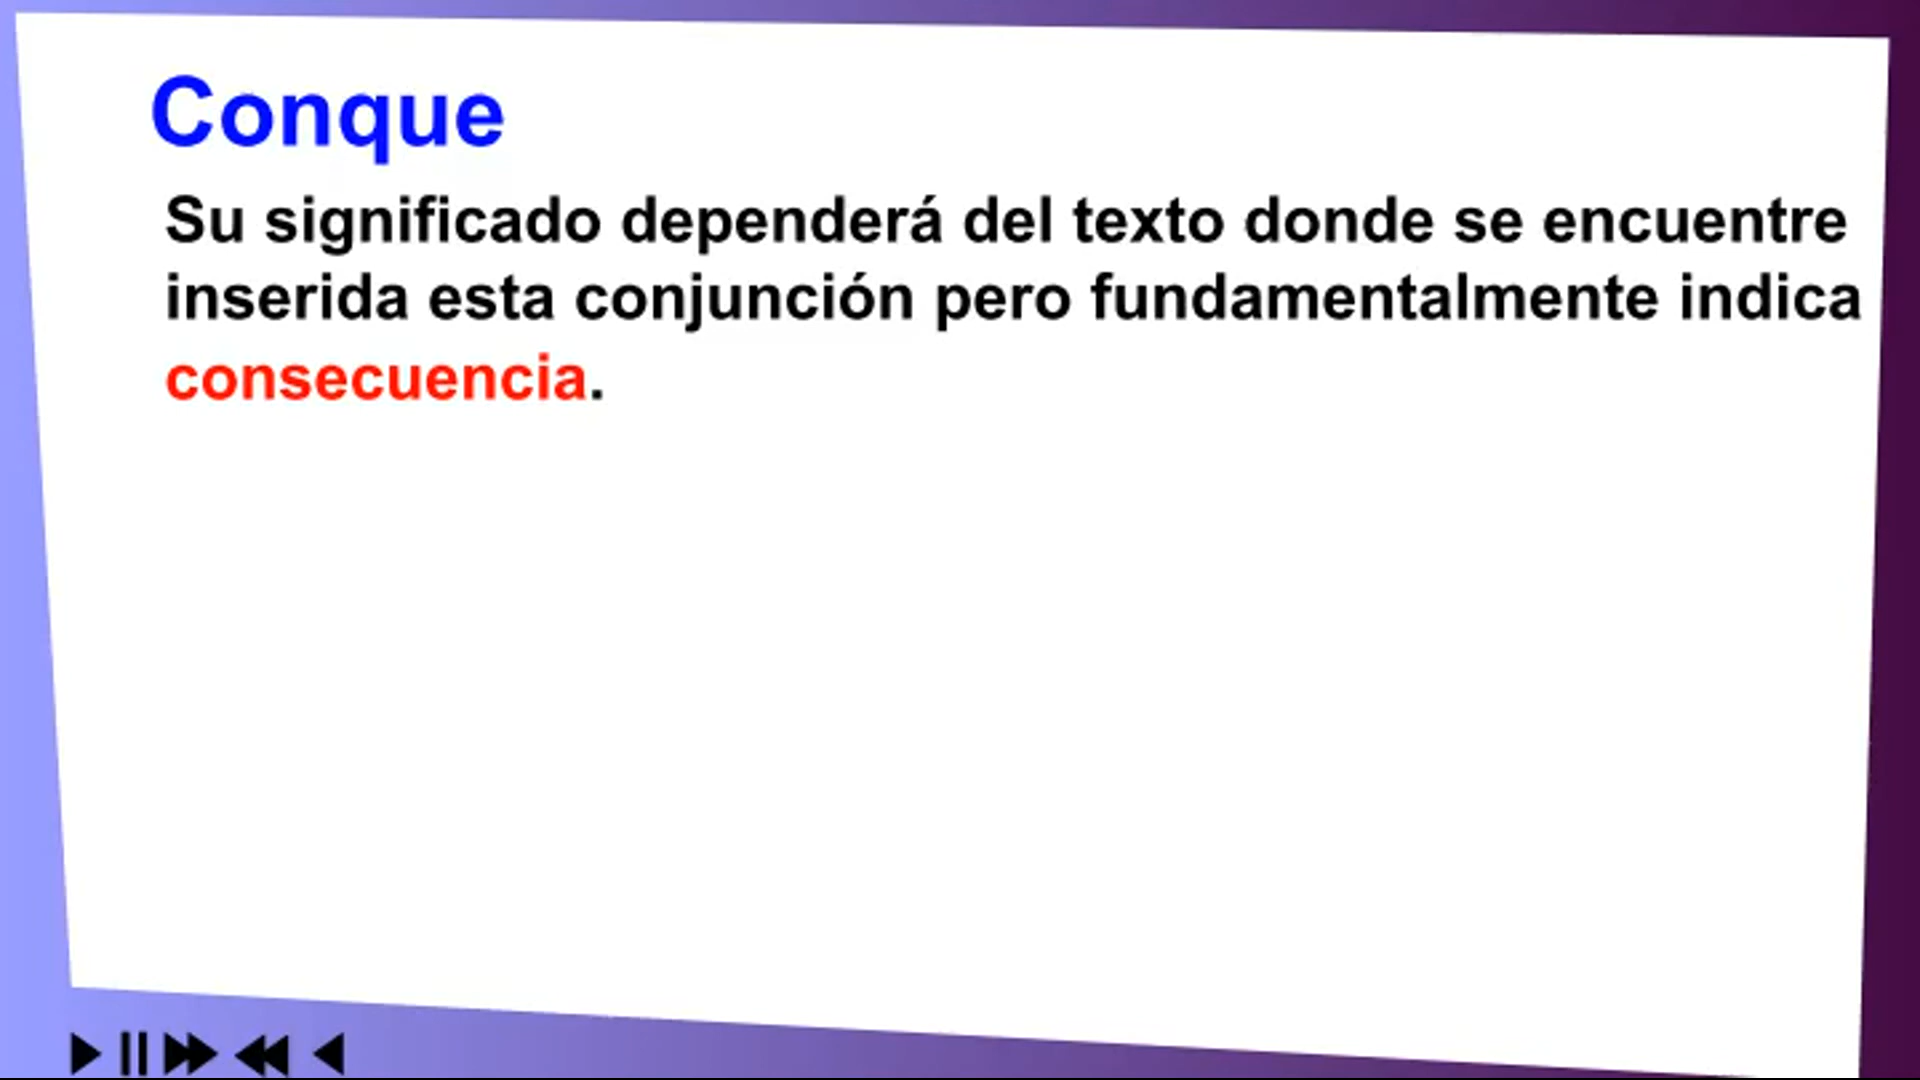 Conque
Su significado dependerá del texto donde se encuentre
inserida esta conjunción pero fundamentalmente indica
consecuencia.